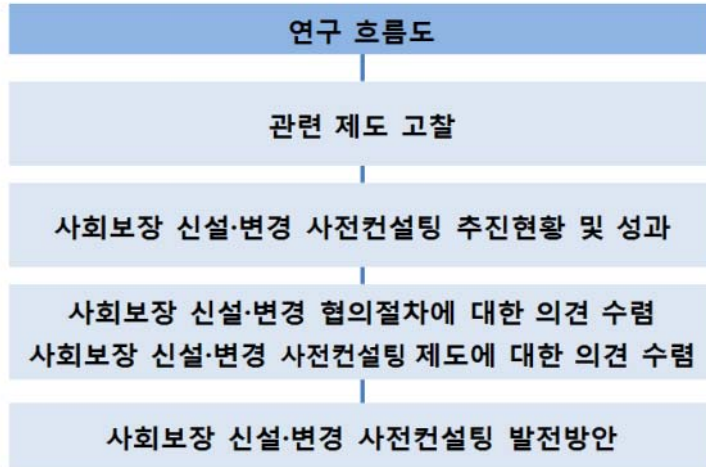 연구 흐름도
관련 제도 고찰
사회보장 신설·변경 사전컨설팅 추진현황 및 성과
사회보장 신설·변경 협의절차에 대한 의견 수렴
사회보장 신설·변경 사전컨설팅 제도에 대한 의견 수렴
사회보장 신설·변경 사전컨설팅 발전방안